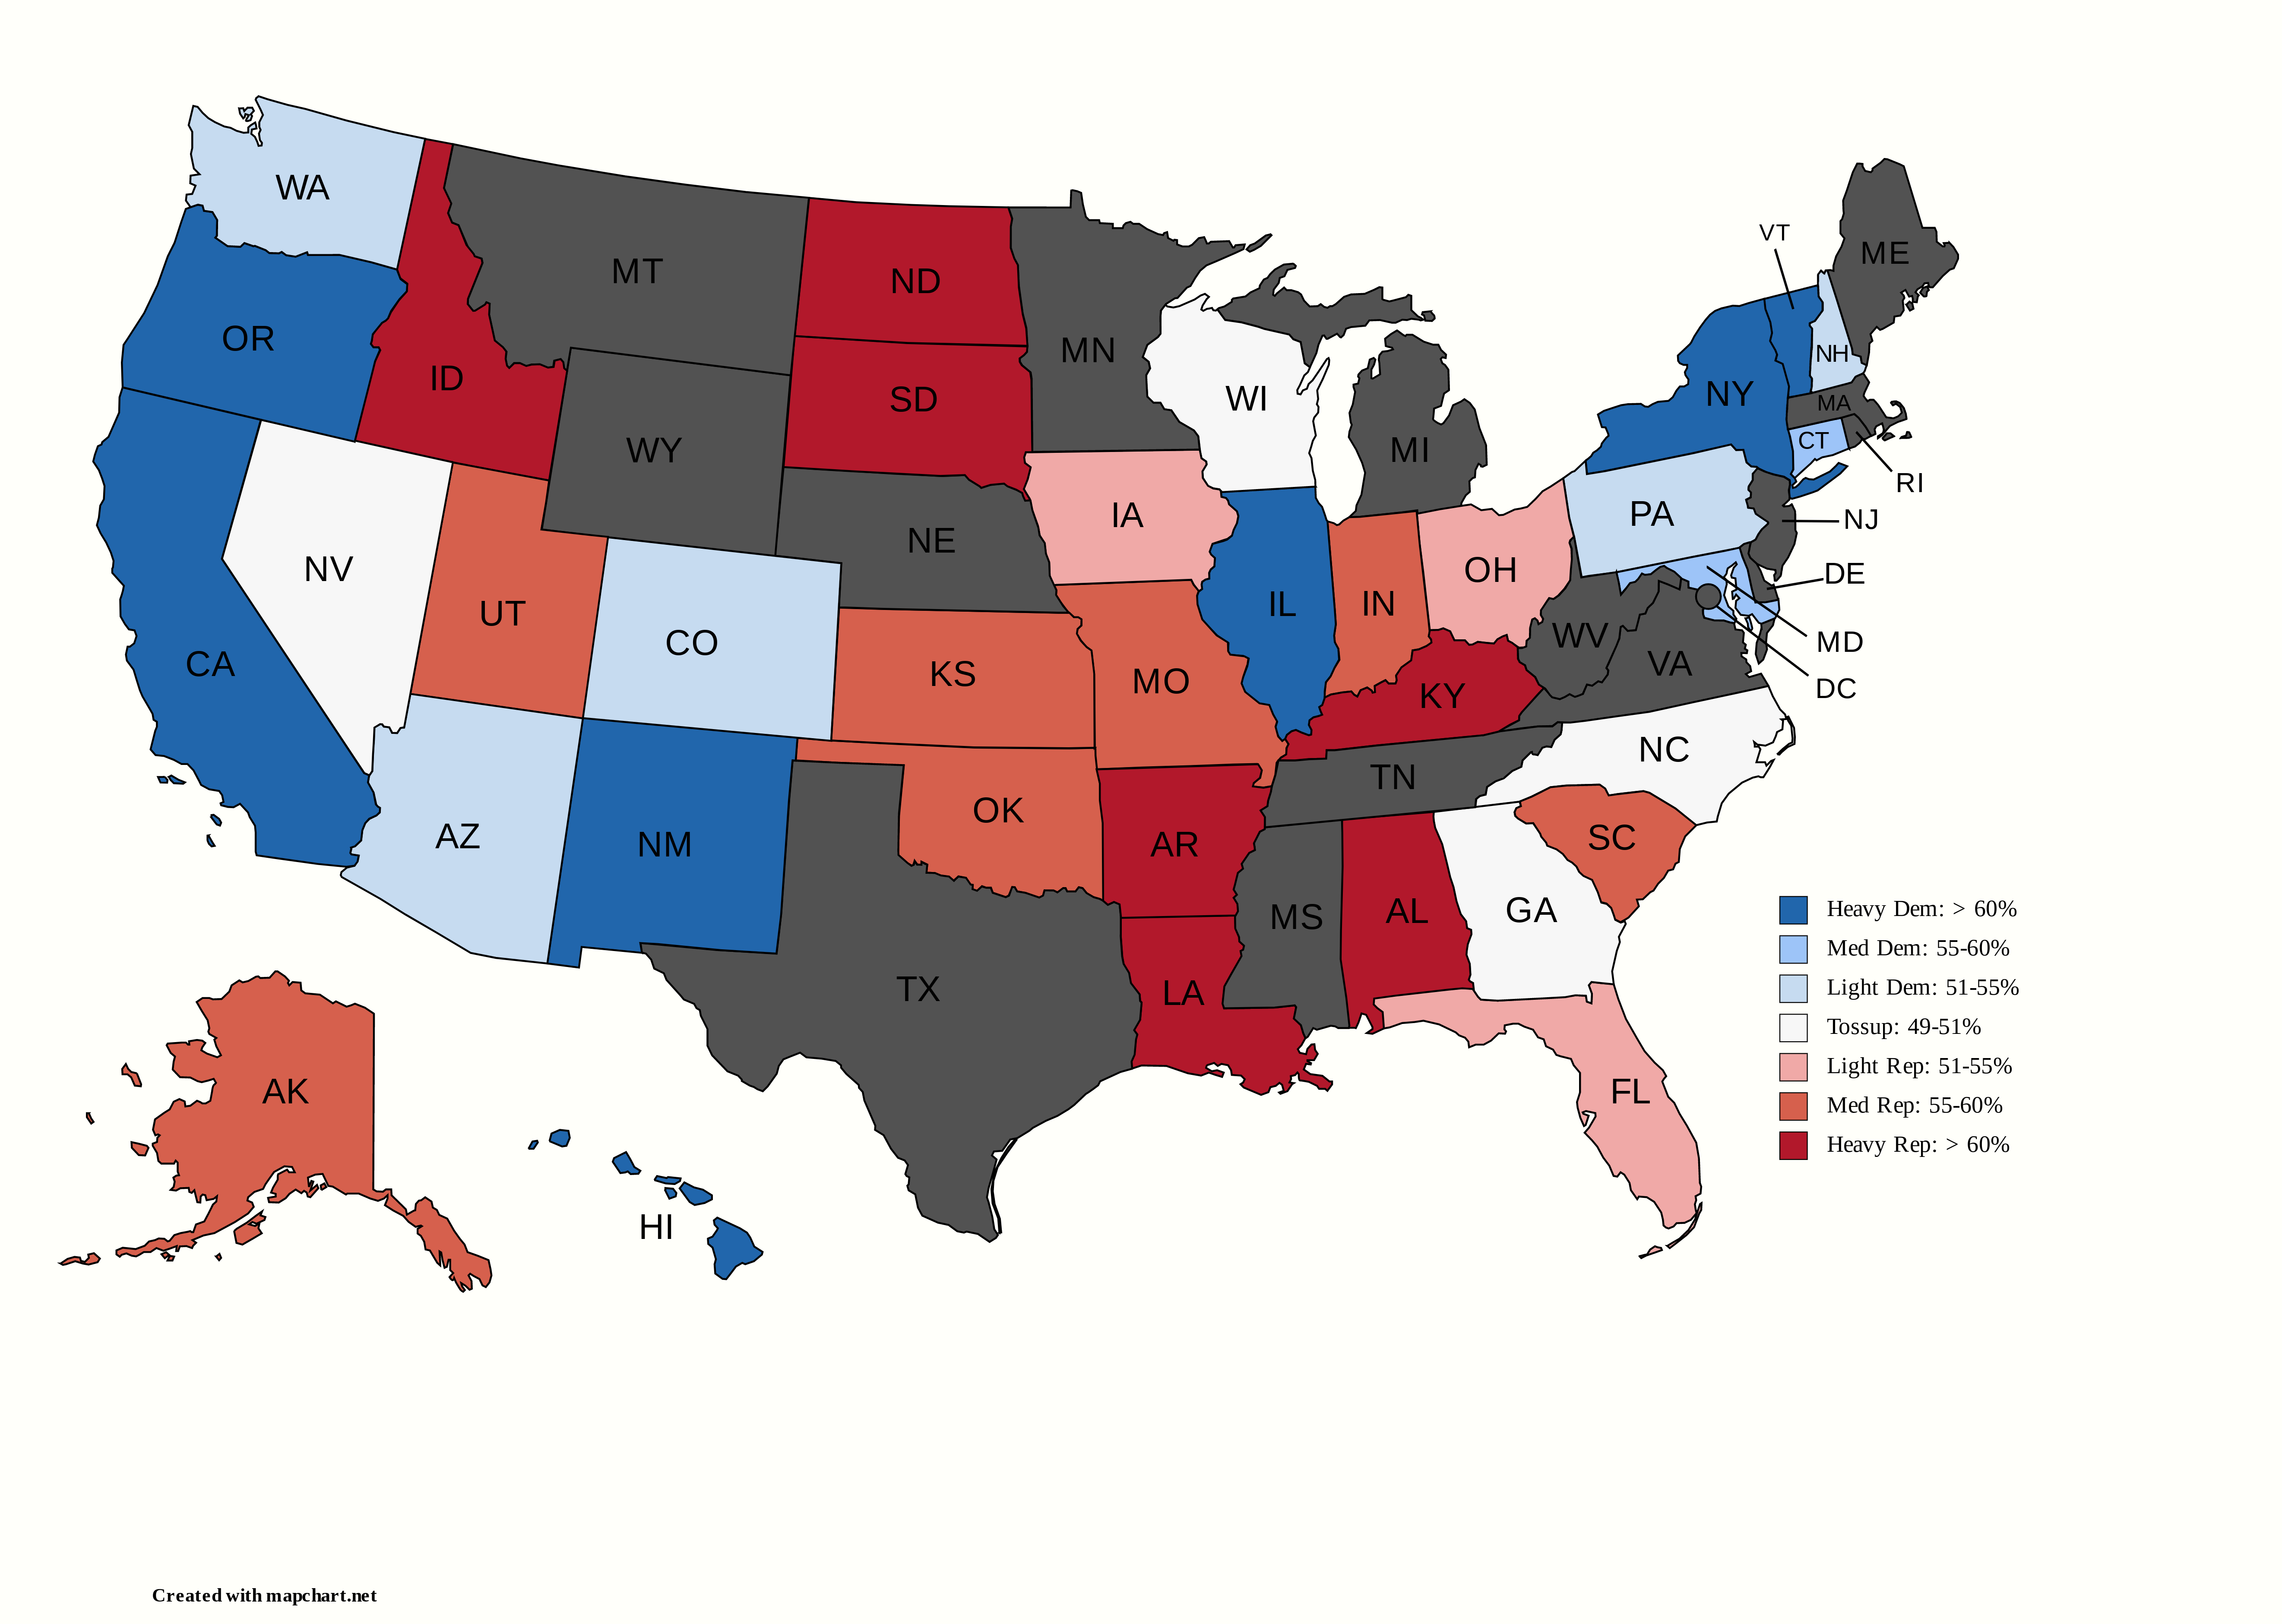 WA
OR
CA
NV
ID
MT
WY
UT
CO
AZ
NM
ND
SD
NE
KS
OK
TX
MN
IA
MO
AR
LA
WI
IL
MI
IN
OH
KY
TN
MS
AL
GA
FL
SC
NC
VA
WV
PA
NY
VT
NH
ME
MA
CT
RI
NJ
DE
MD
DC
AK
HI
Heavy Dem: > 60%
Med Dem: 55-60%
Light Dem: 51-55%
Tossup: 49-51%
Light Rep: 51-55%
Med Rep: 55-60%
Heavy Rep: > 60%
Created with mapchart.net